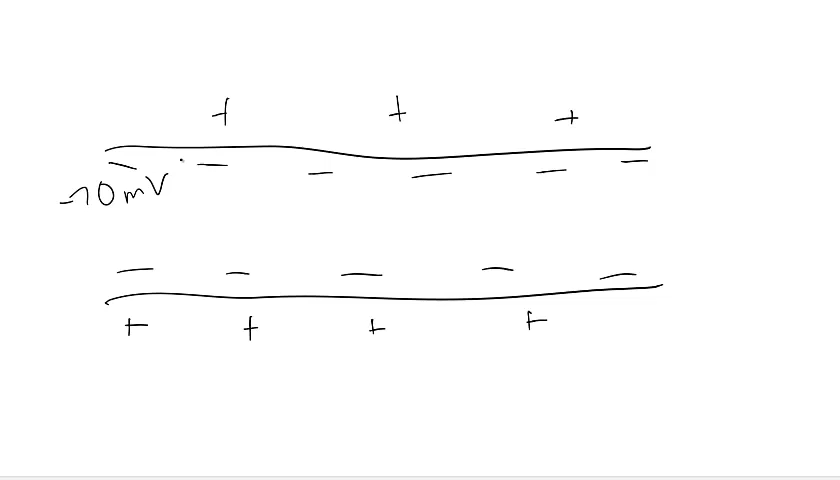 + + +
— — — — — —
-70mV
— — — — —
+ + + +